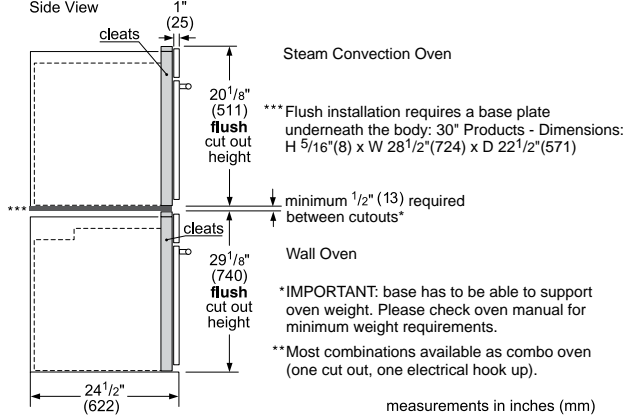 Side View
1"
(25)
cleats
Steam Convection Oven
20 1/8"
(511)
flush
cut out
height
***Flush installation requires a base plate
underneath the body: 30" Products - Dimensions:
H 5/16"(8) x W 28 1/2"(724) x D 22 1/2"(571)
***
minimum 1/2" (13) required
between cutouts*
cleats
Wall Oven
29 1/8"
(740)
flush
cut out
height
*IMPORTANT: base has to be able to support
oven weight. Please check oven manual for
minimum weight requirements.
**Most combinations available as combo oven
(one cut out, one electrical hook up).
24 1/2"
(622)
measurements in inches (mm)